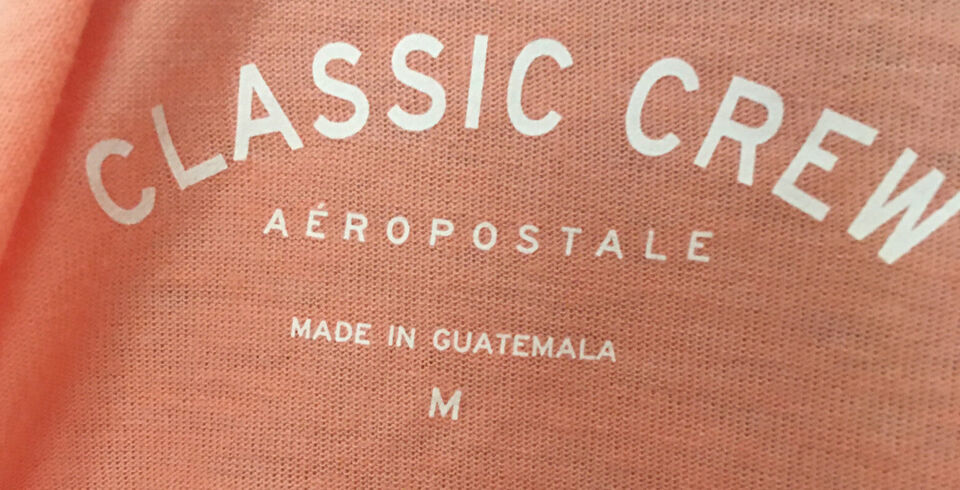 CLASSIC CREW
AÉROPOSTALE
MADE IN GUATEMALA
M